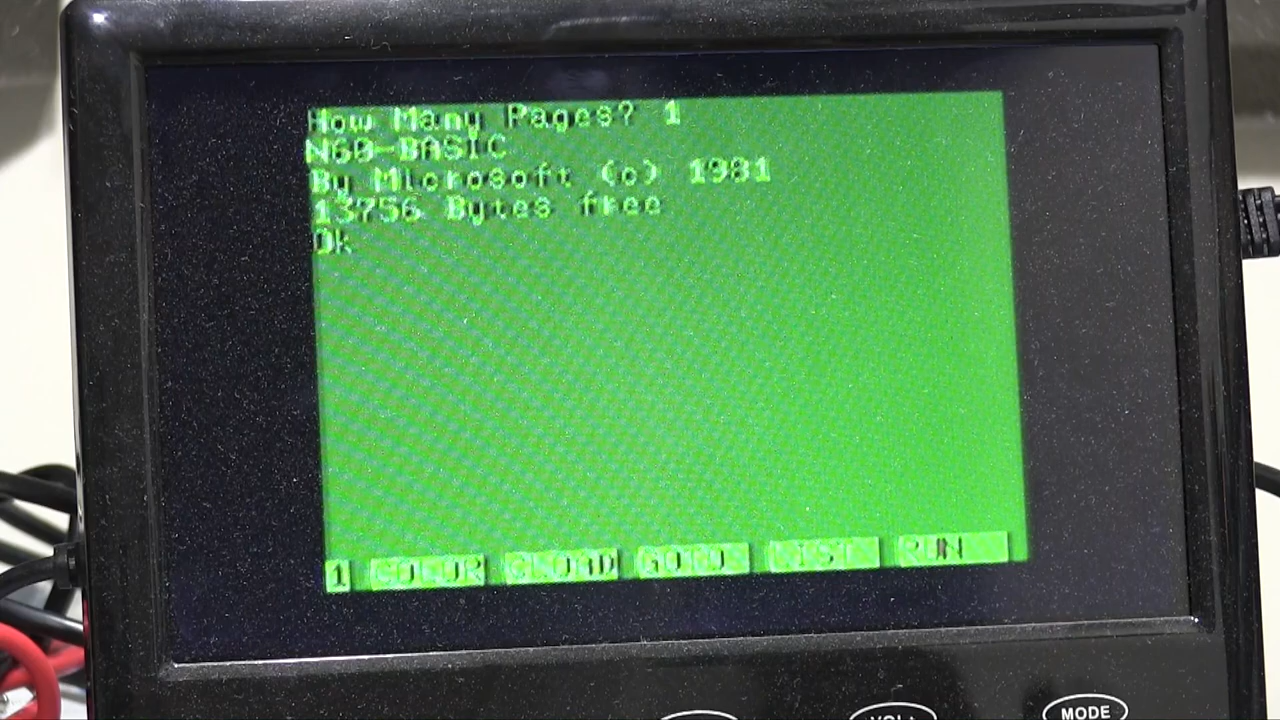 How Many Pages? 1
N60-BASIC
By Microsoft (c) 1981
13756 Bytes free
Ok
1 COLOR CLOAD GOTO LIST RUN
VOL+ MODE